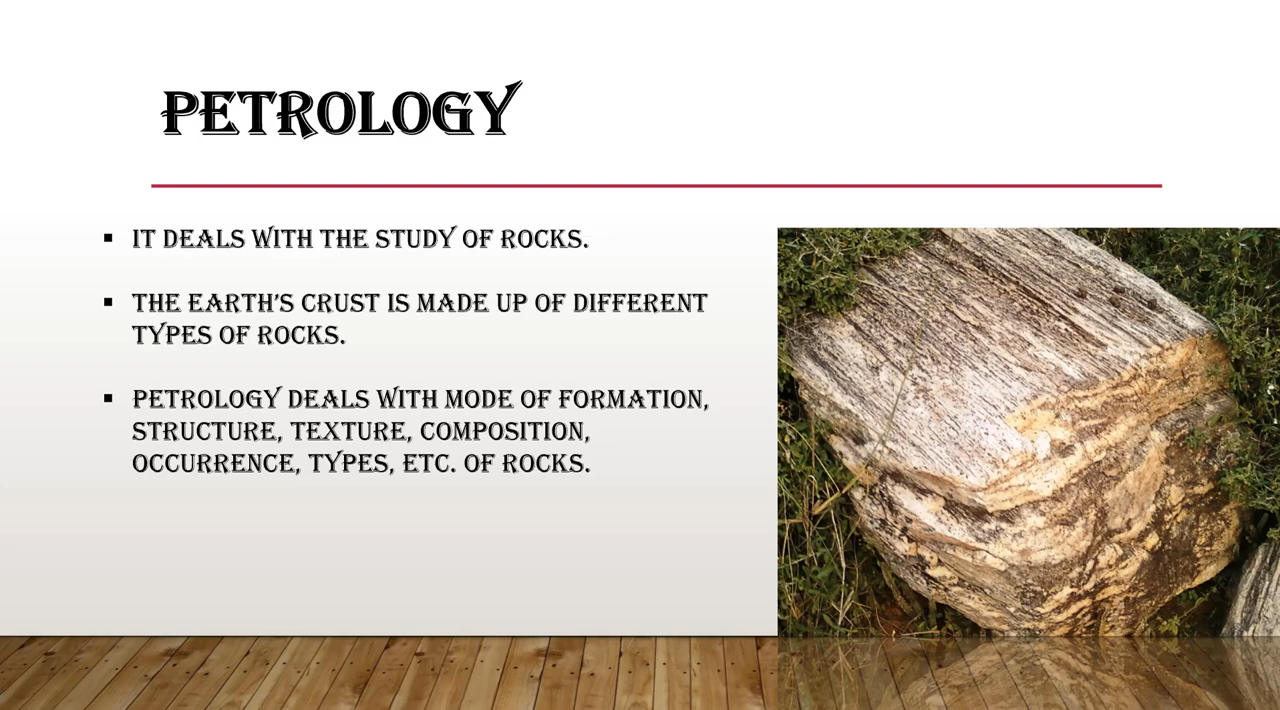 PETROLOGY
▪ IT DEALS WITH THE STUDY OF ROCKS.
▪ THE EARTH'S CRUST IS MADE UP OF DIFFERENT
TYPES OF ROCKS.
▪ PETROLOGY DEALS WITH MODE OF FORMATION,
STRUCTURE, TEXTURE, COMPOSITION,
OCCURRENCE, TYPES, ETC. OF ROCKS.